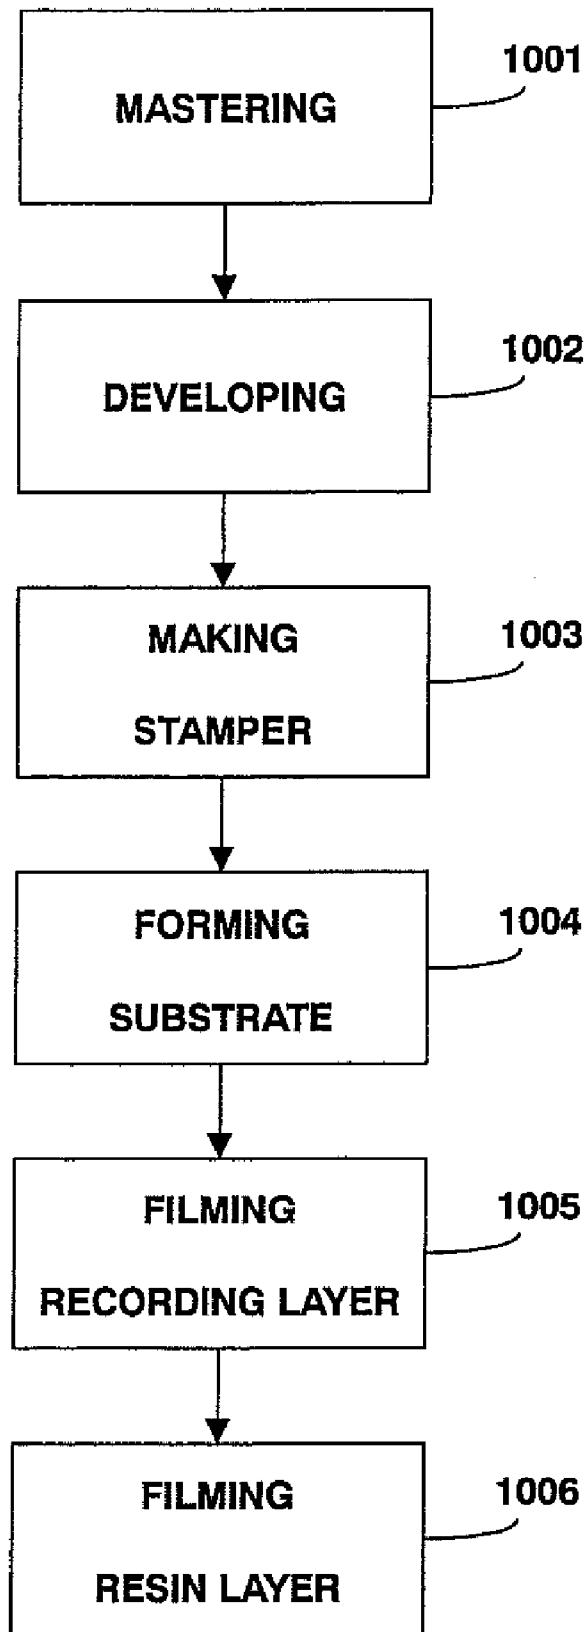 1001
MASTERING
1002
DEVELOPING
1003
MAKING
STAMPER
1004
FORMING
SUBSTRATE
1005
FILMING
RECORDING LAYER
1006
FILMING
RESIN LAYER